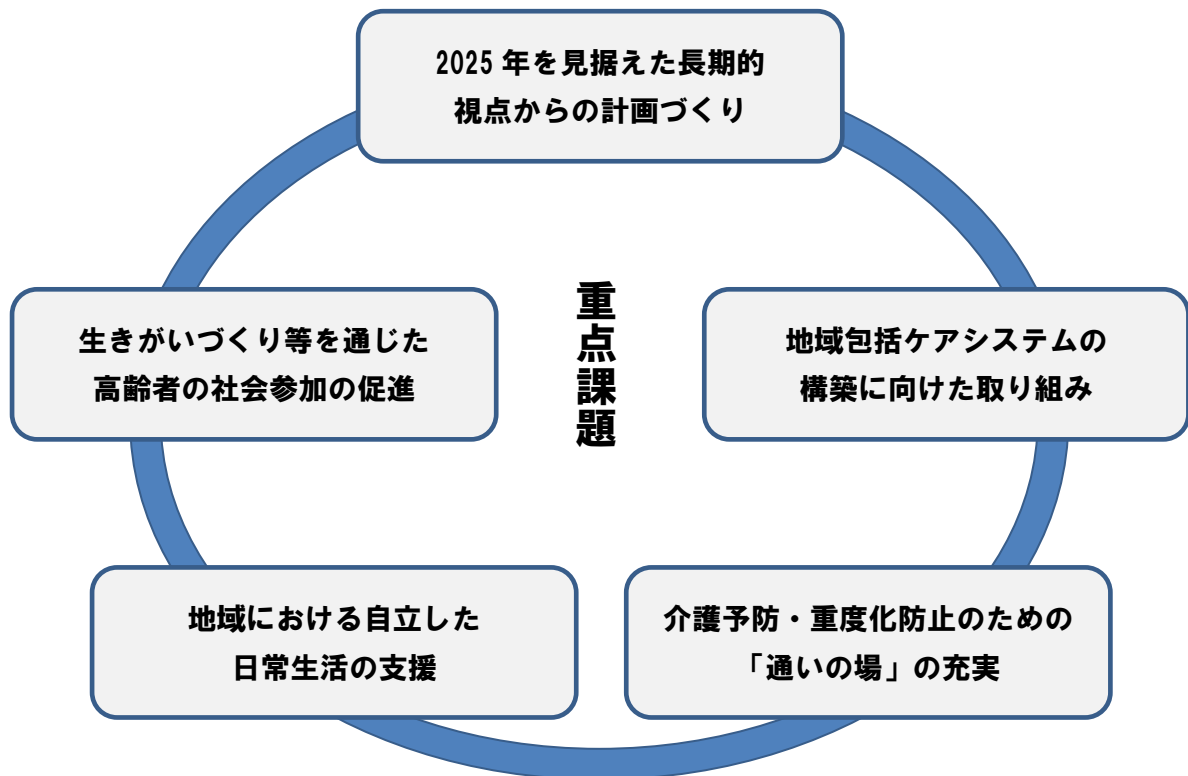 2025 年を見据えた長期的
視点からの計画づくり
重点課題
生きがいづくり等を通じた
高齢者の社会参加の促進
地域包括ケアシステムの
構築に向けた取り組み
地域における自立した
日常生活の支援
介護予防・重度化防止のための
「通いの場」の充実